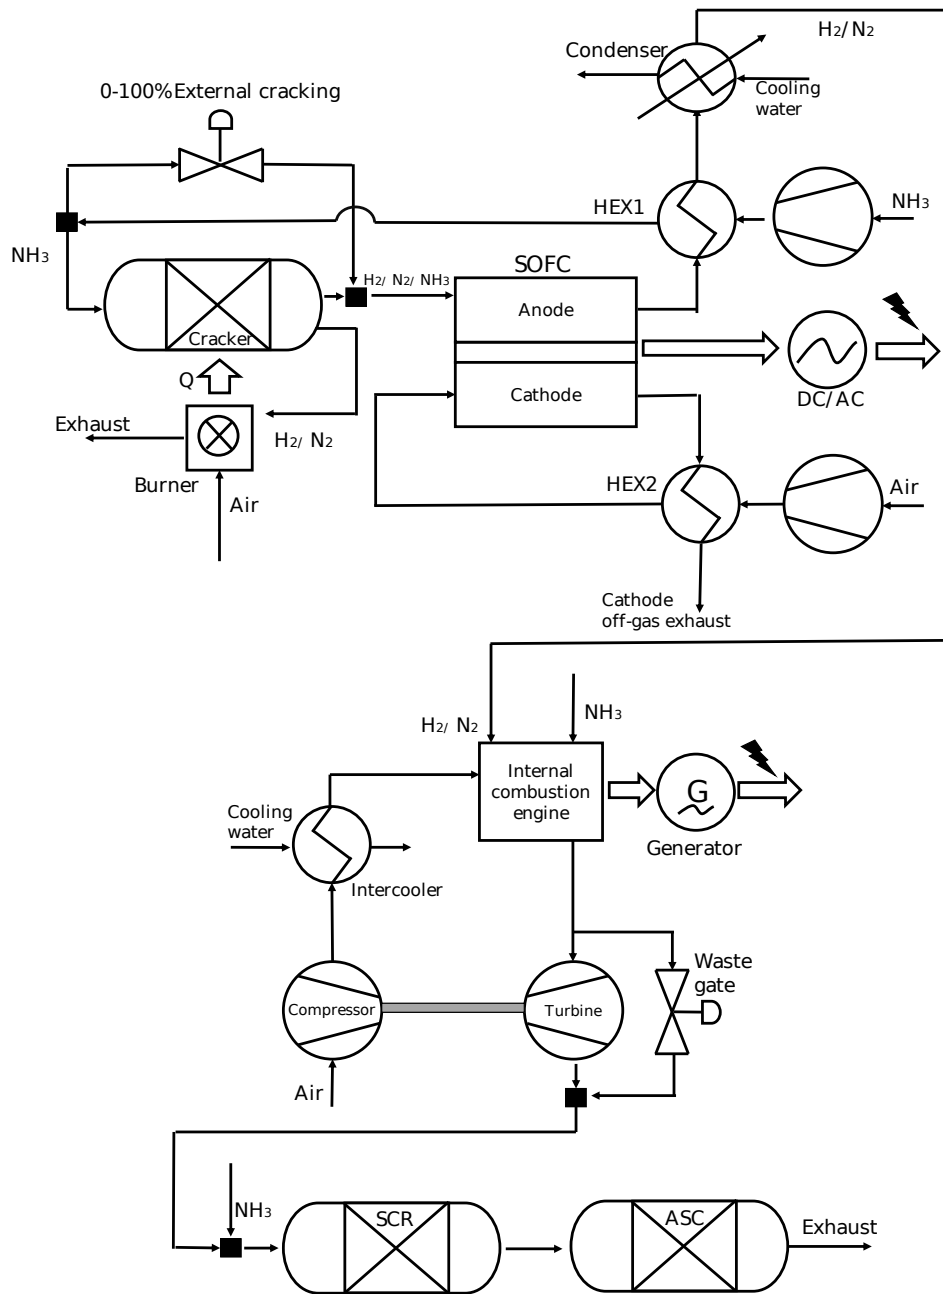 H2/ N2
Condenser
Cooling
water
0-100%External cracking
HEX1
NH3
NH3
SOFC
H2/ N2/ NH3
Anode
Cracker
Q
Cathode
DC/AC
Exhaust
H2/ N2
Burner
HEX2
Air
Air
Cathode
off-gas exhaust
NH3
H2/ N2
Internal
combustion
engine
G
Cooling
water
Generator
Intercooler
Waste
gate
Compressor
Turbine
Air
NH3
SCR
ASC
Exhaust